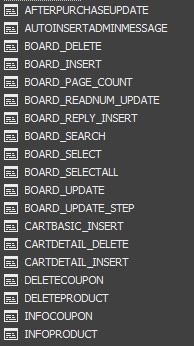 AFTERPURCHASEUPDATE
AUTOINSERTADMINMESSAGE
BOARD_DELETE
BOARD_INSERT
BOARD_PAGE_COUNT
BOARD_READNUM_UPDATE
BOARD_REPLY_INSERT
BOARD_SEARCH
BOARD_SELECT
BOARD_SELECTALL
BOARD_UPDATE
BOARD_UPDATE_STEP
CARTBASIC_INSERT
CARTDETAIL_DELETE
CARTDETAIL_INSERT
DELETECOUPON
DELETEPRODUCT
INFOCOUPON
INFOPRODUCT